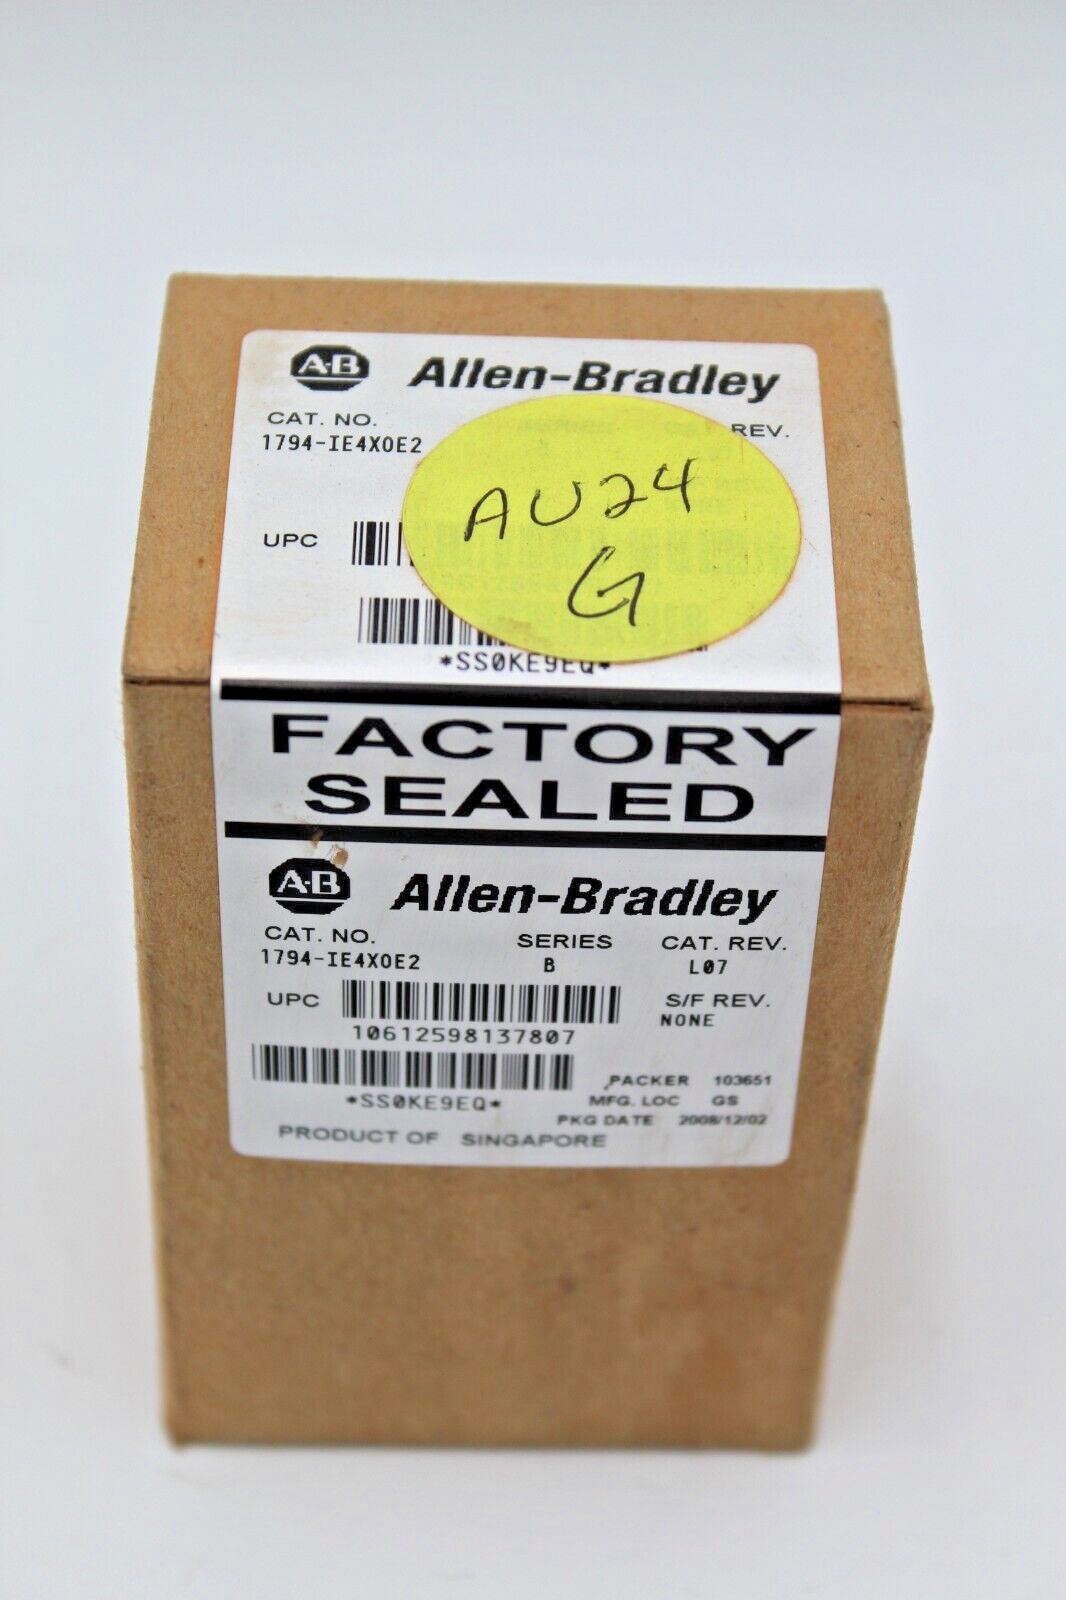 A-B Allen-Bradley
CAT. NO. REV.
1794-IE4XOE2
AU24
G
UPC
*SS0KE9EQ*
FACTORY
SEALED
A-B Allen-Bradley
CAT. NO. SERIES CAT. REV.
1794-IE4XOE2 B L07
UPC S/F REV.
NONE
10612598137807
PACKER 103651
*SS0KE9EQ* MFG. LOC GS
PKG DATE 2008/12/02
PRODUCT OF SINGAPORE